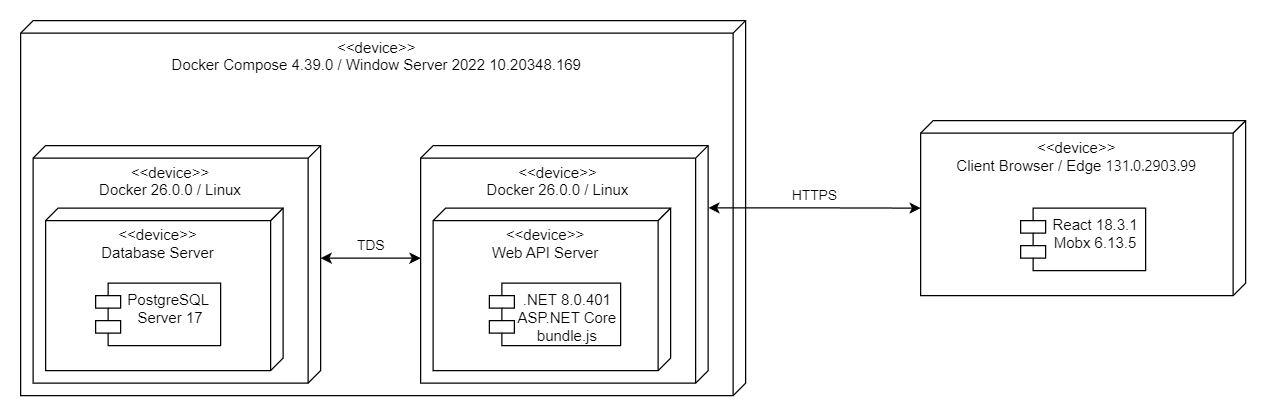 <<device>>
Docker Compose 4.39.0 / Window Server 2022 10.20348.169
<<device>>
Docker 26.0.0 / Linux
<<device>>
Database Server
PostgreSQL
Server 17
TDS
<<device>>
Docker 26.0.0 / Linux
<<device>>
Web API Server
.NET 8.0.401
ASP.NET Core
bundle.js
HTTPS
<<device>>
Client Browser / Edge 131.0.2903.99
React 18.3.1
Mobx 6.13.5